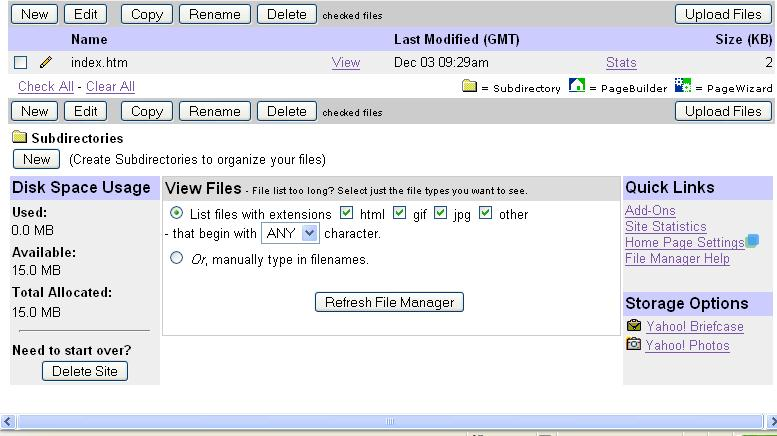 New Edit Copy Rename Delete checked files Upload Files
Name Last Modified (GMT) Size (KB)
index.htm View Dec 03 09:29am Stats 2
Check All - Clear All = Subdirectory = PageBuilder = PageWizard
New Edit Copy Rename Delete checked files Upload Files
Subdirectories
New (Create Subdirectories to organize your files)
Disk Space Usage
Used:
0.0 MB
Available:
15.0 MB
Total Allocated:
15.0 MB
Need to start over?
Delete Site
View Files - File list too long? Select just the file types you want to see.
List files with extensions html gif jpg other
- that begin with ANY character.
Or, manually type in filenames.
Refresh File Manager
Quick Links
Add-Ons
Site Statistics
Home Page Settings
File Manager Help
Storage Options
Yahoo! Briefcase
Yahoo! Photos